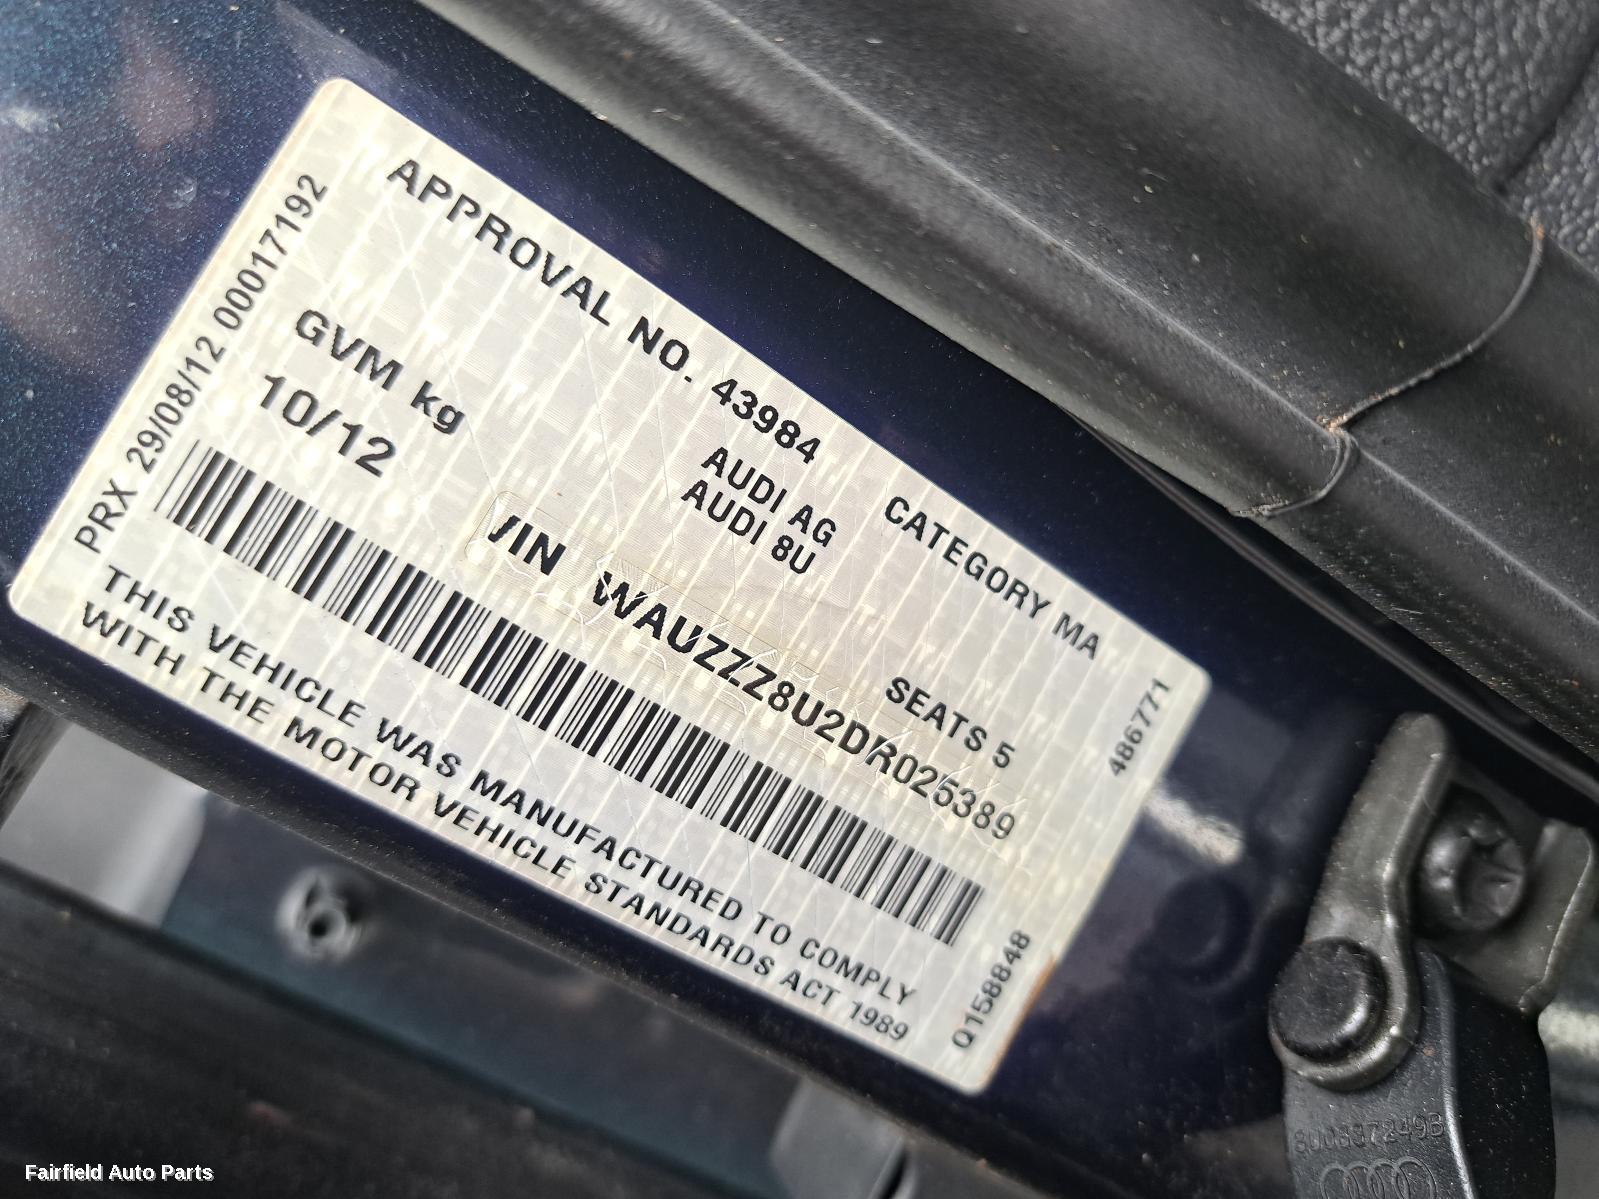 APPROVAL NO. 43984
CATEGORY MA
PRX 29/08/12 00017192
GVM kg
10/12
AUDI AG
AUDI 8U
SEATS 5
4867771
VIN WAUZZZ8U2DR025389
THIS VEHICLE WAS MANUFACTURED TO COMPLY
WITH THE MOTOR VEHICLE STANDARDS ACT 1989
Q158848
8U0837249B
Fairfield Auto Parts